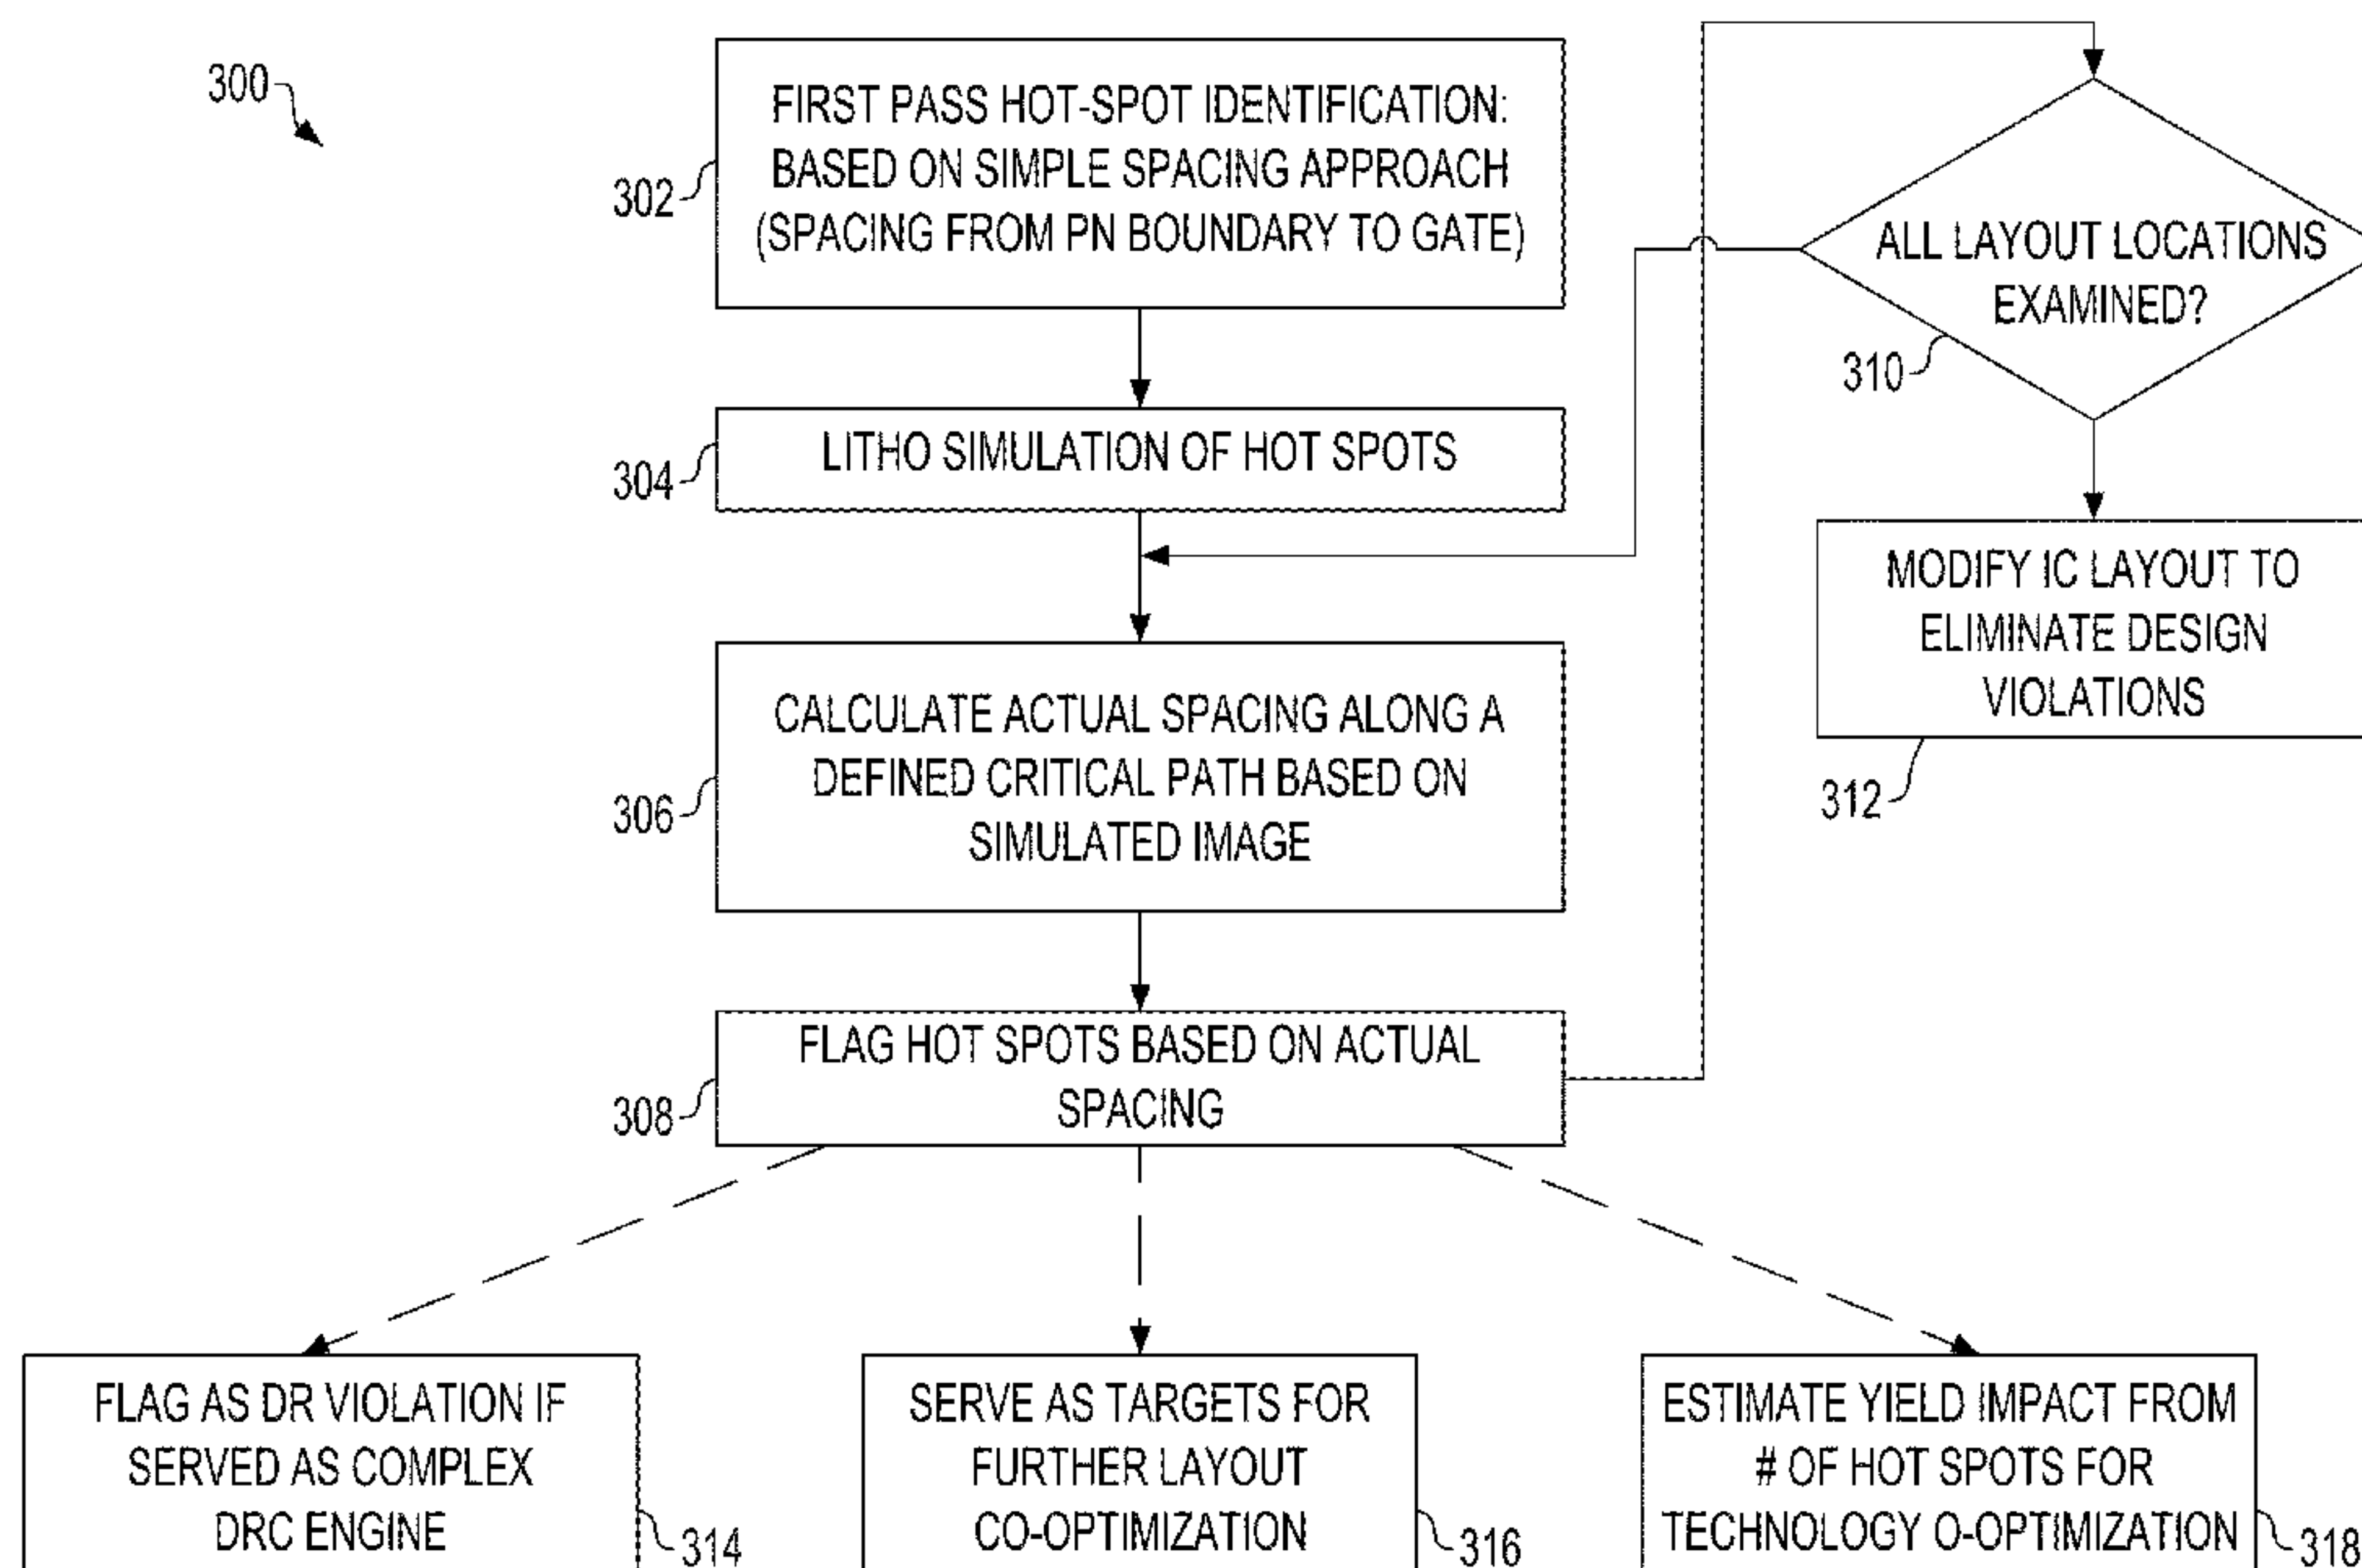 300
FIRST PASS HOT-SPOT IDENTIFICATION:
BASED ON SIMPLE SPACING APPROACH
(SPACING FROM PN BOUNDARY TO GATE)
302
LITHO SIMULATION OF HOT SPOTS
304
CALCULATE ACTUAL SPACING ALONG A
DEFINED CRITICAL PATH BASED ON
SIMULATED IMAGE
306
FLAG HOT SPOTS BASED ON ACTUAL
SPACING
308
ALL LAYOUT LOCATIONS
EXAMINED?
310
MODIFY IC LAYOUT TO
ELIMINATE DESIGN
VIOLATIONS
312
FLAG AS DR VIOLATION IF
SERVED AS COMPLEX
DRC ENGINE
314
SERVE AS TARGETS FOR
FURTHER LAYOUT
CO-OPTIMIZATION
316
ESTIMATE YIELD IMPACT FROM
# OF HOT SPOTS FOR
TECHNOLOGY O-OPTIMIZATION
318